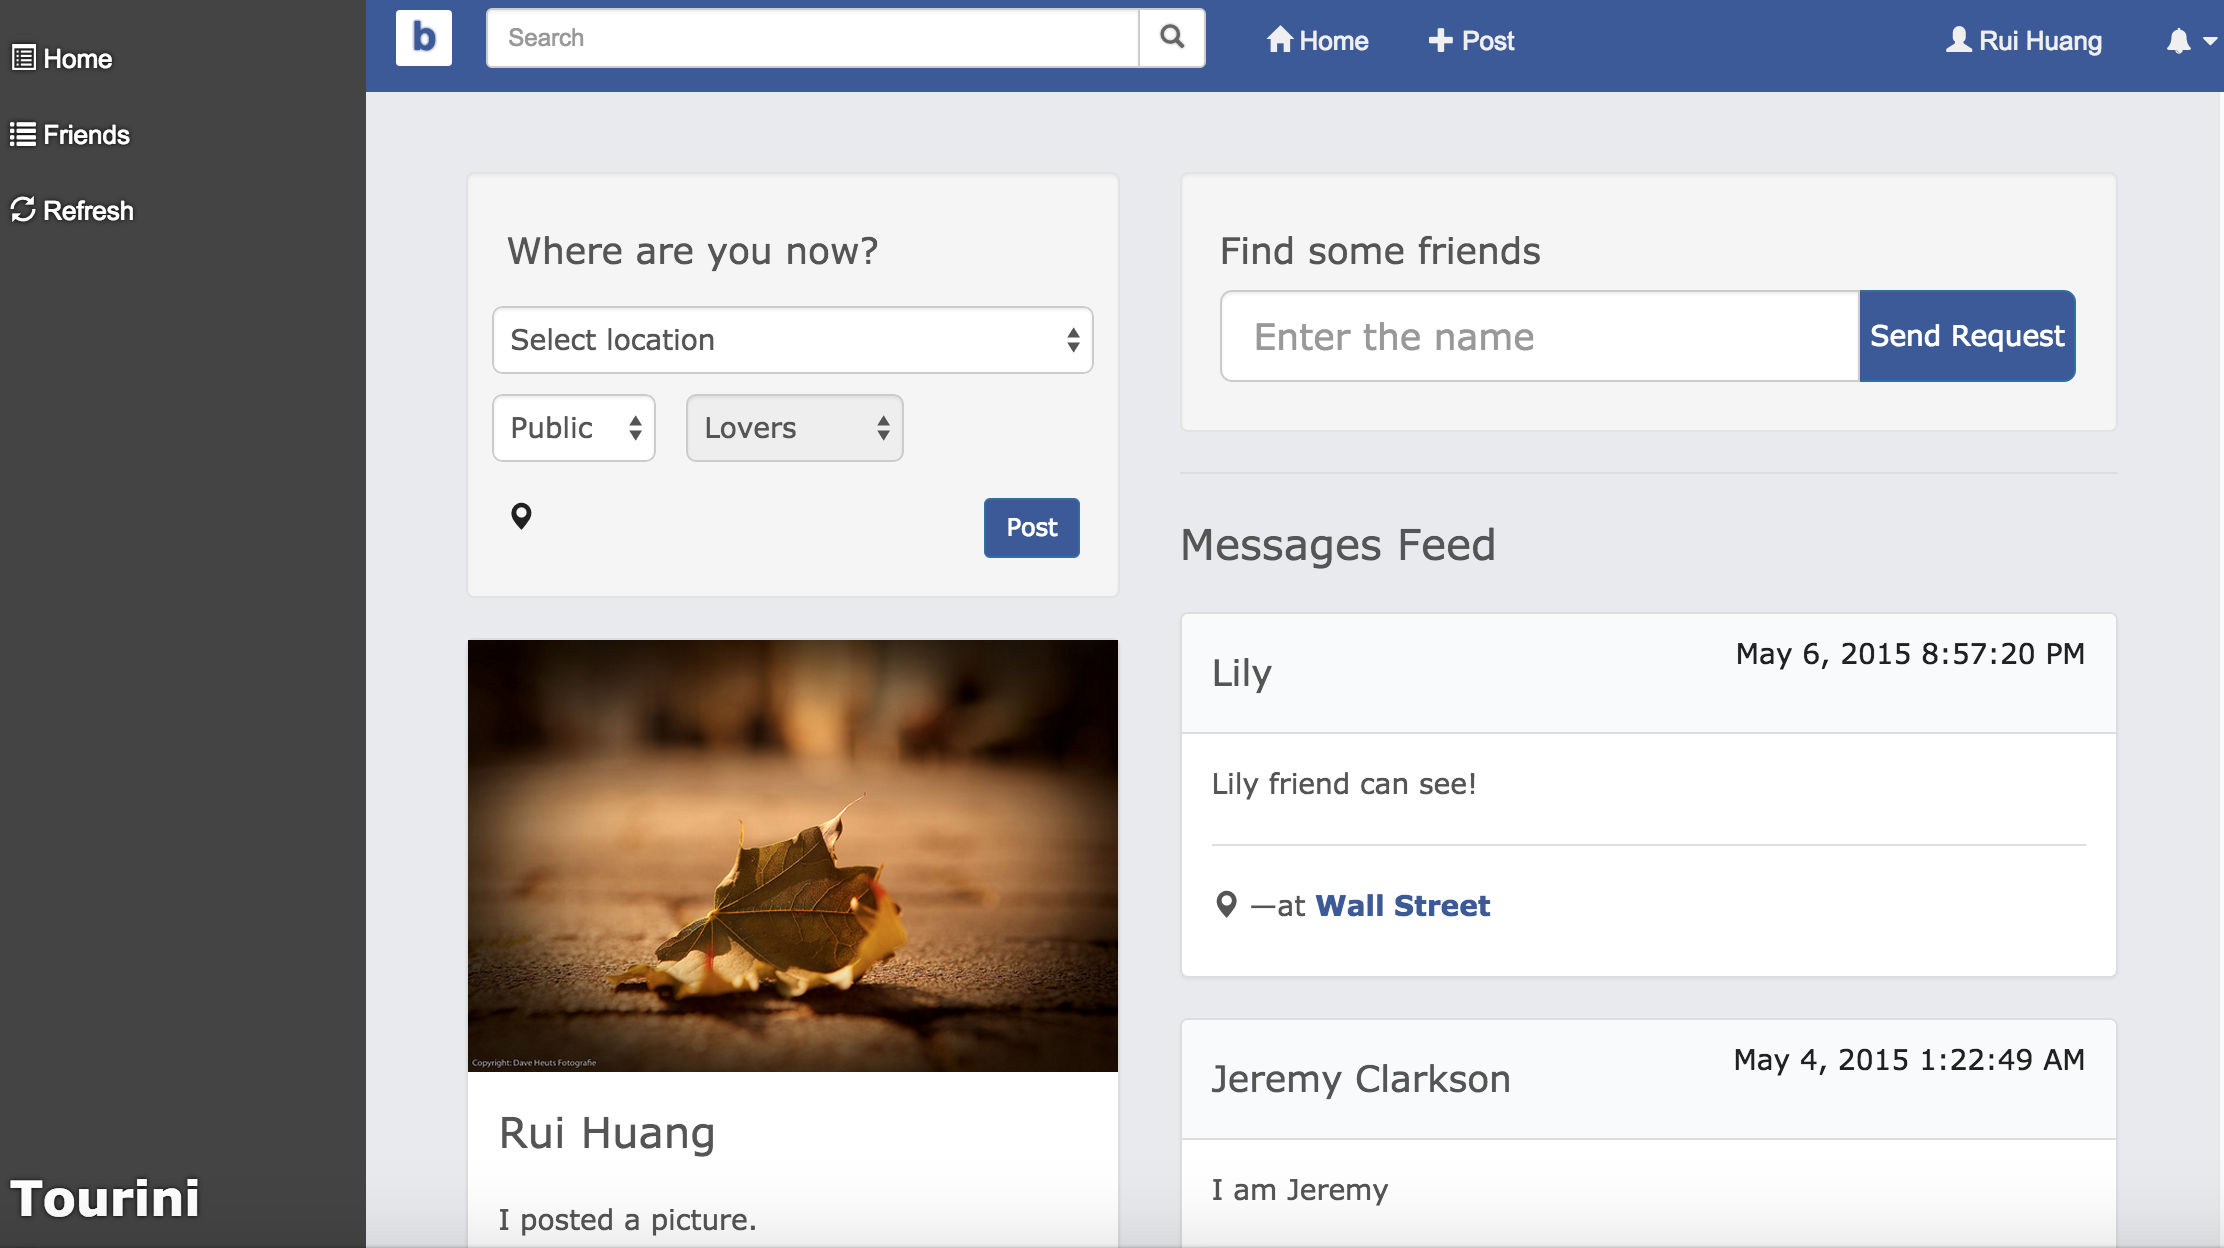 Home
Friends
Refresh
Tourini
b
Search
Home
Post
Rui Huang
Where are you now?
Select location
Public
Lovers
Post
Copyright: Dave Heuts Fotografie
Rui Huang
I posted a picture.
Find some friends
Enter the name
Send Request
Messages Feed
Lily
May 6, 2015 8:57:20 PM
Lily friend can see!
—at Wall Street
Jeremy Clarkson
May 4, 2015 1:22:49 AM
I am Jeremy